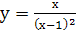 y = x/(x−1)²